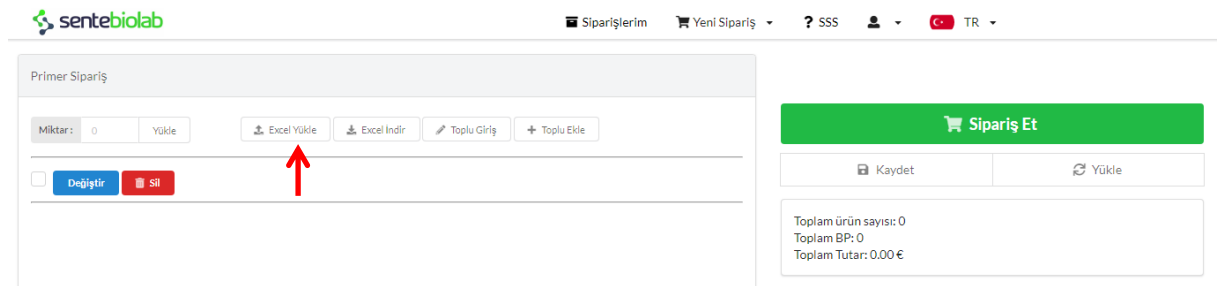 sentebiolab
Siparişlerim Yeni Sipariş ? SSS TR
Primer Sipariş
Miktar : 0 Yükle Excel Yükle Excel Indir Toplu Giriş + Toplu Ekle
Değiştir Sil
Sipariş Et
Kaydet Yükle
Toplam ürün sayısı: 0
Toplam BP: 0
Toplam Tutar: 0.00 €